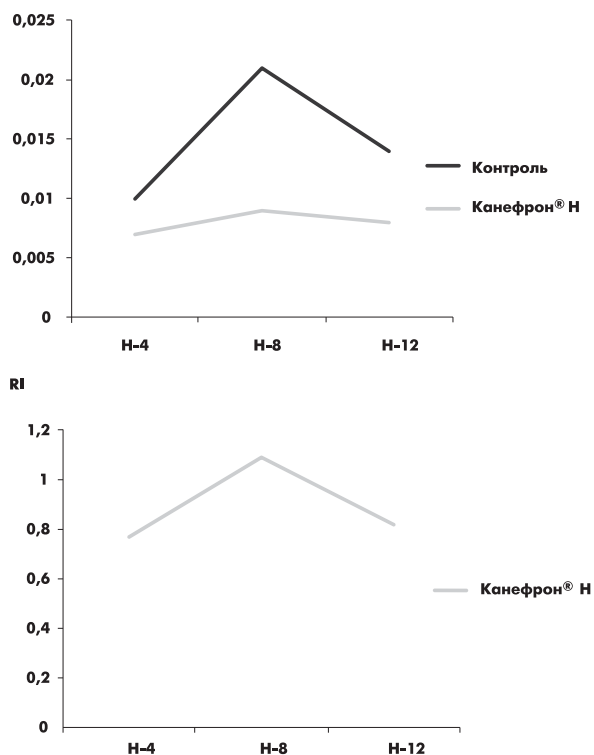 0,025
0,02
0,015
0,01
0,005
0
Контроль
Канефрон® Н
Н-4 Н-8 Н-12
RI
1,2
1
0,8
0,6
0,4
0,2
0
Канефрон® Н
Н-4 Н-8 Н-12